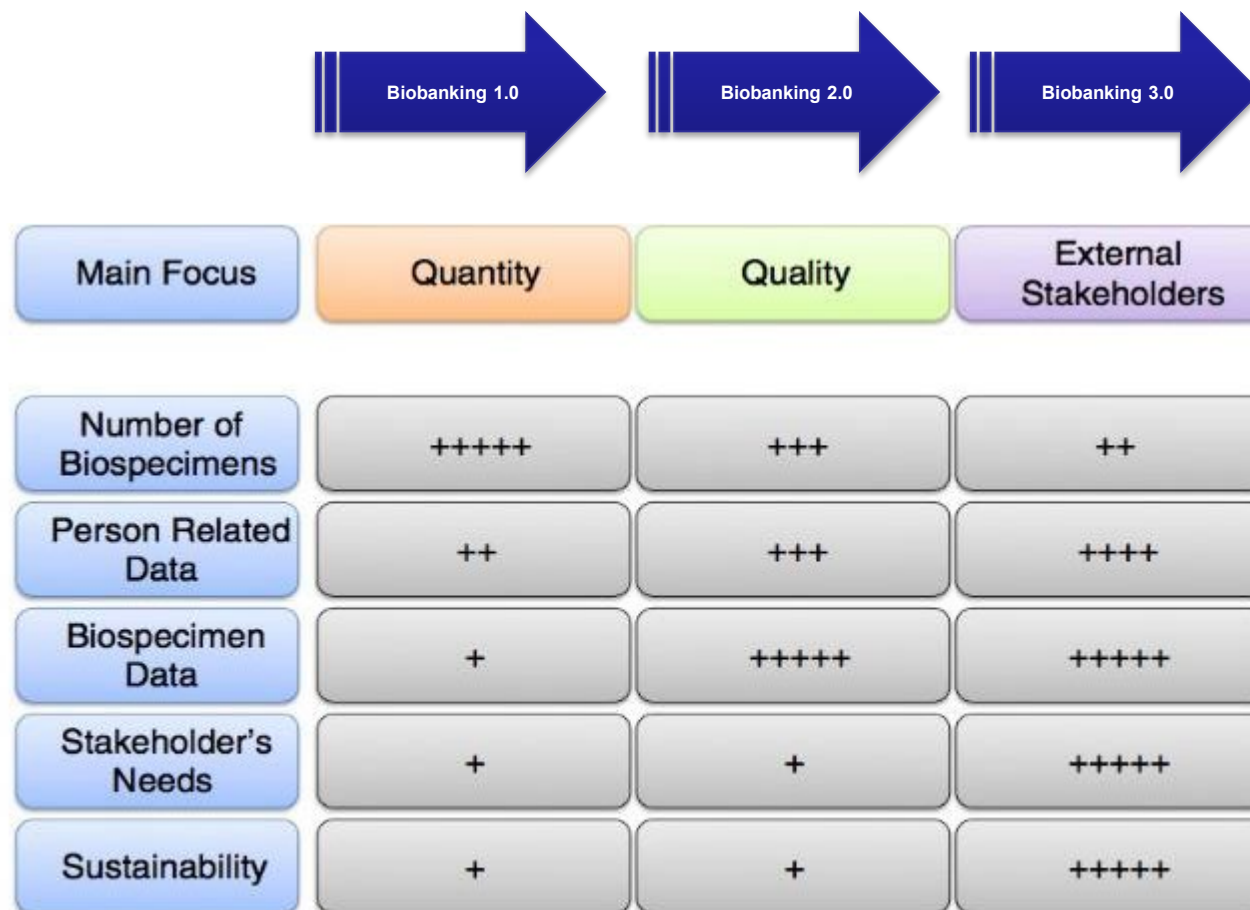 Biobanking 1.0
Biobanking 2.0
Biobanking 3.0
Main Focus
Quantity
Quality
External
Stakeholders
Number of
Biospecimens
+++++
+++
++
Person Related
Data
++
+++
++++
Biospecimen
Data
+
+++++
+++++
Stakeholder's
Needs
+
+
+++++
Sustainability
+
+
+++++